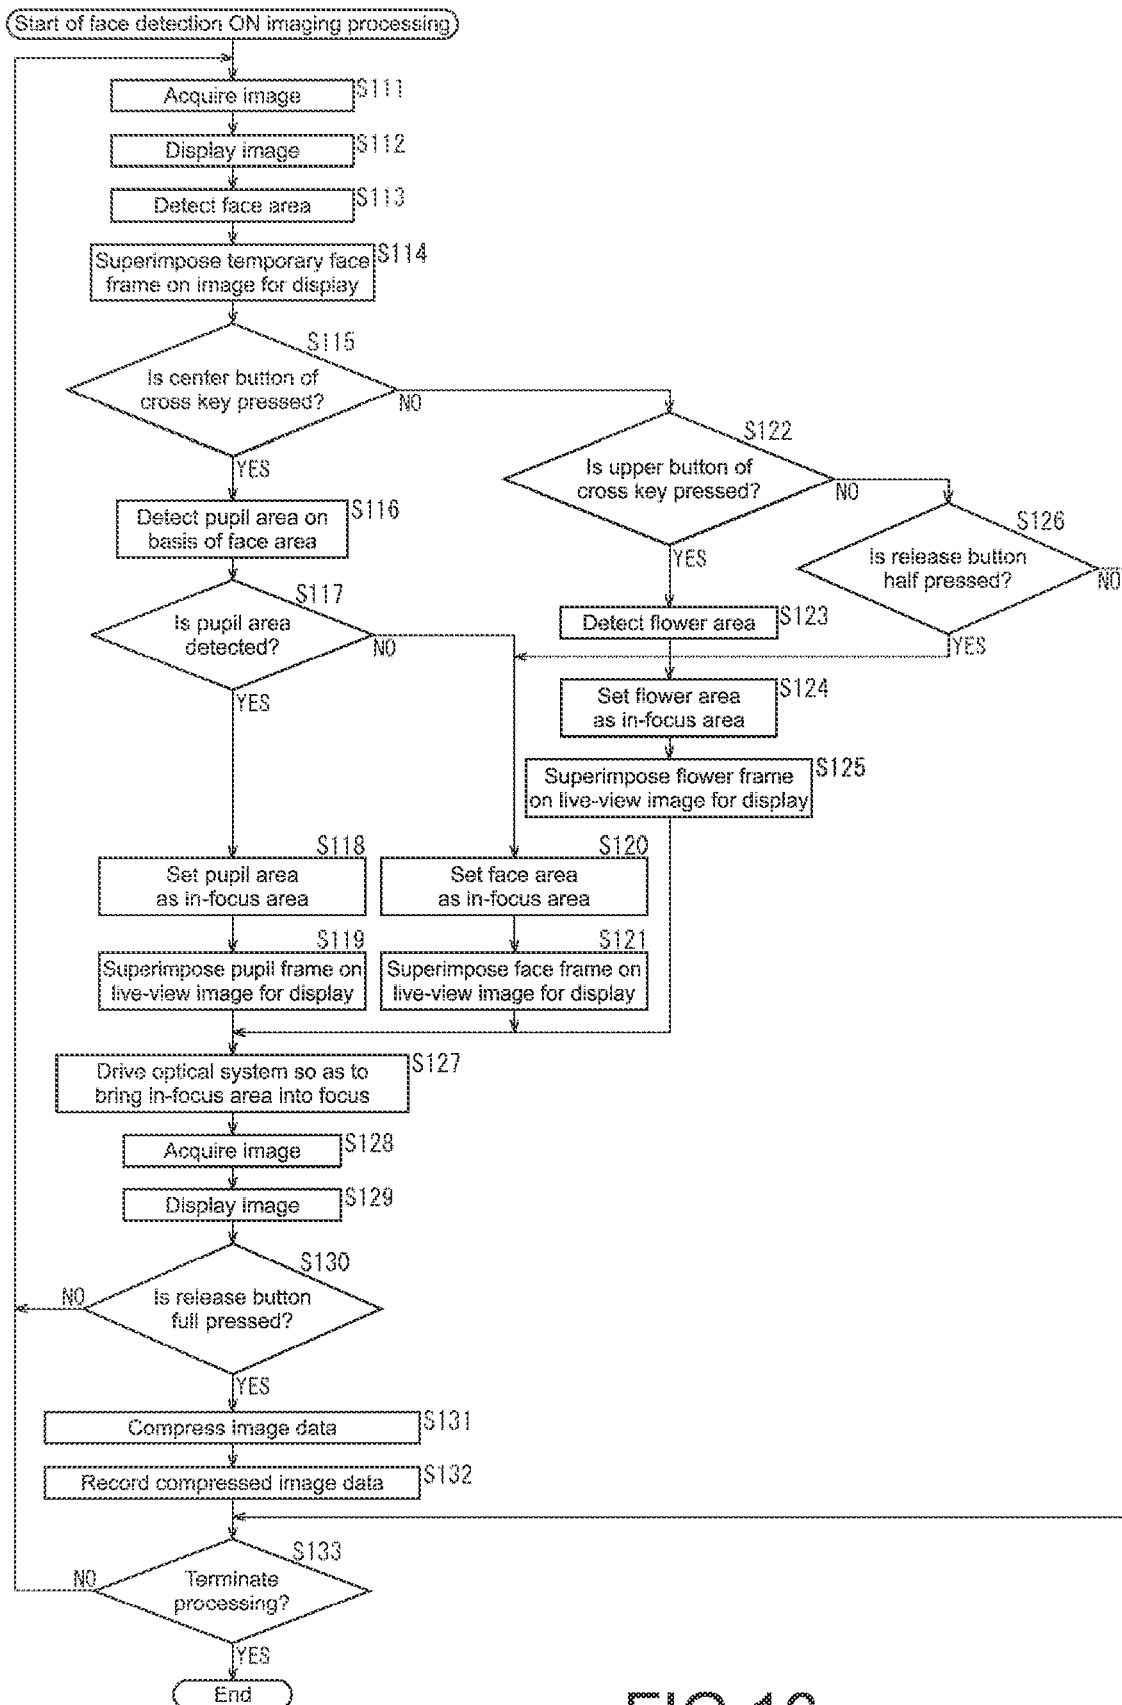 Start of face detection ON imaging processing
Acquire image
S111
Display image
S112
Detect face area
S113
Superimpose temporary face
frame on image for display
S114
S115
Is center button of
cross key pressed?
NO
YES
S122
Is upper button of
cross key pressed?
NO
YES
S126
Is release button
half pressed?
NO
YES
Detect pupil area on
basis of face area
S116
S117
Is pupil area
detected?
NO
YES
Detect flower area
S123
Set flower area
as in-focus area
S124
Superimpose flower frame
on live-view image for display
S125
S118
Set pupil area
as in-focus area
S120
Set face area
as in-focus area
S119
Superimpose pupil frame on
live-view image for display
S121
Superimpose face frame on
live-view image for display
Drive optical system so as to
bring in-focus area into focus
S127
Acquire image
S128
Display image
S129
S130
Is release button
full pressed?
NO
YES
Compress image data
S131
Record compressed image data
S132
S133
Terminate
processing?
NO
YES
End